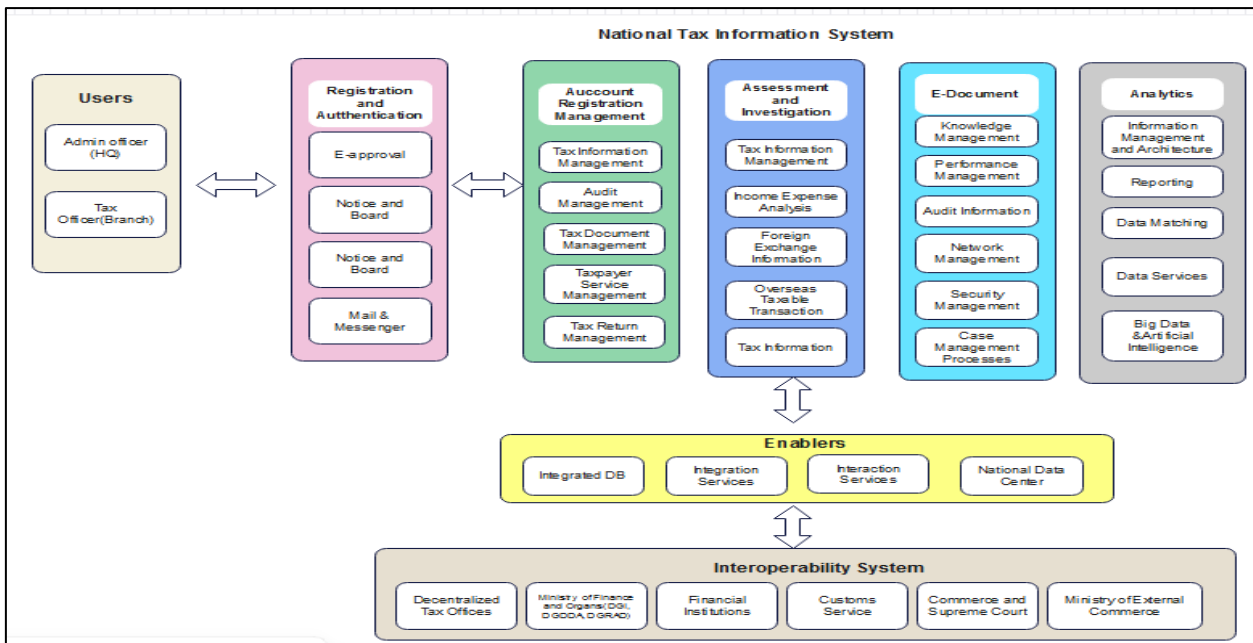 National Tax Information System
Users
Admin officer
(HQ)
Tax
Officer(Branch)
Registration
and
Autthentication
E-approval
Notice and
Board
Notice and
Board
Mail &
Messenger
Auccount
Registration
Management
Tax Information
Management
Audit
Management
Tax Document
Management
Taxpayer
Service
Management
Tax Return
Management
Assessment
and
Investigation
Tax Information
Management
Income Expense
Analysis
Foreign
Exchange
Information
Overseas
Taxable
Transaction
Tax Information
E-Document
Knowledge
Management
Performance
Management
Audit Information
Network
Management
Security
Management
Case
Management
Processes
Analytics
Information
Management
and Architecture
Reporting
Data Matching
Data Services
Big Data
&Artificial
Intelligence
Enablers
Integrated DB
Integration
Services
Interaction
Services
National Data
Center
Interoperability System
Decentralized
Tax Offices
Ministry of Finance
and Organs(DGI,
DGDDA, DGRAD)
Financial
Institutions
Customs
Service
Commerce and
Supreme Court
Ministry of External
Commerce